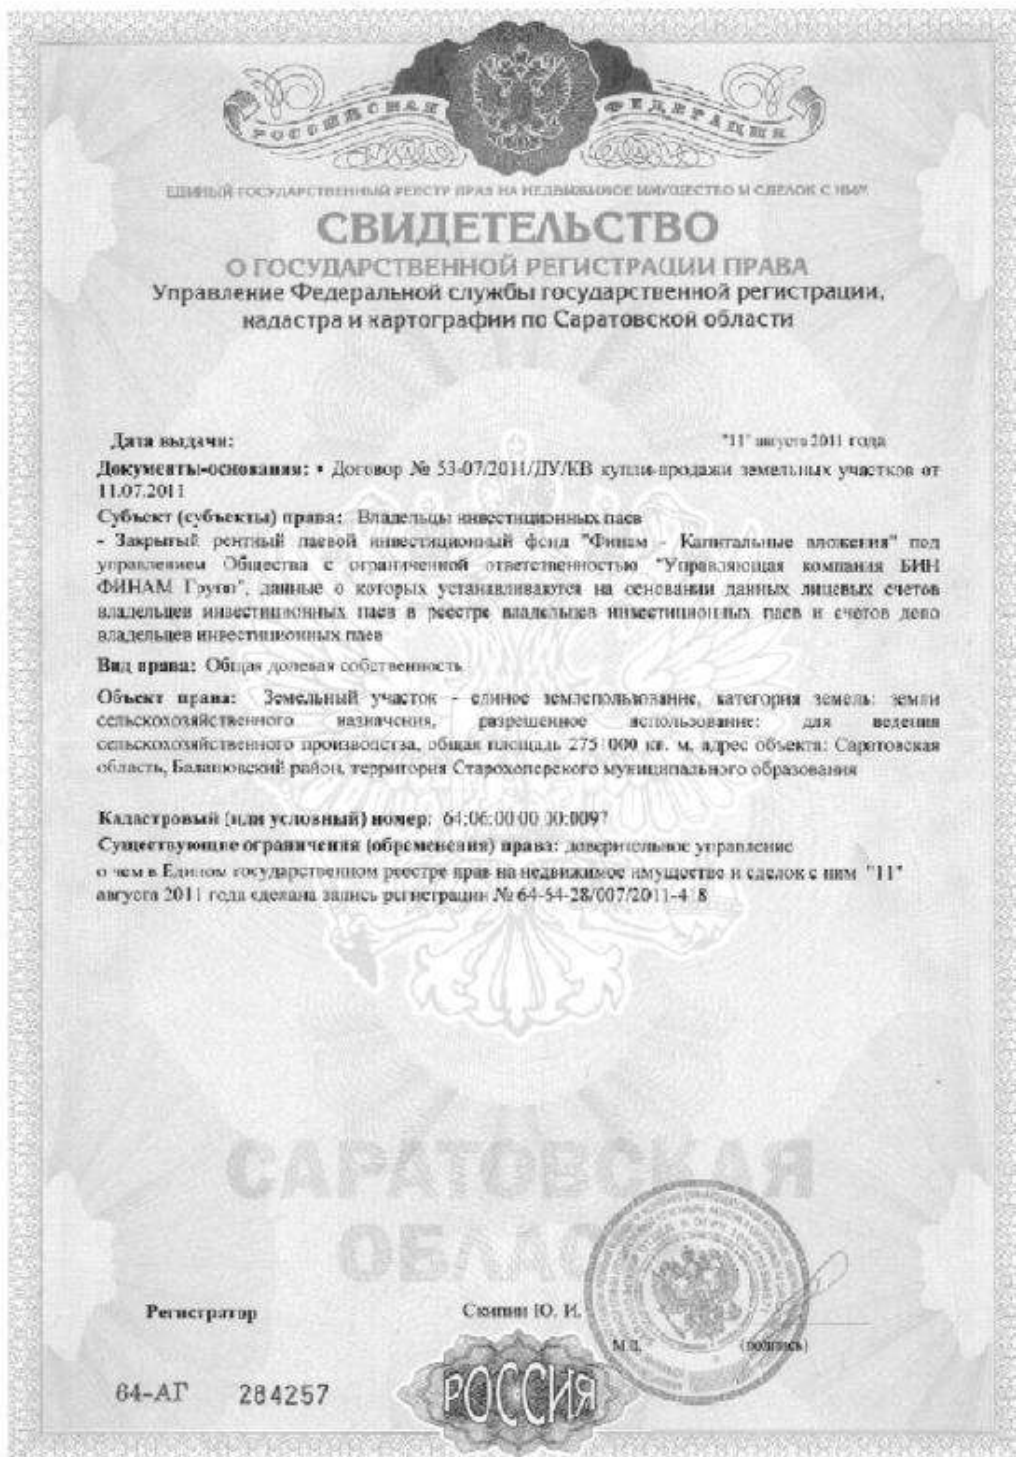 РОССИЙСКАЯ ФЕДЕРАЦИЯ
ЕДИНЫЙ ГОСУДАРСТВЕННЫЙ РЕЕСТР ПРАВ НА НЕДВИЖИМОЕ ИМУЩЕСТВО И СДЕЛОК С НИМ
СВИДЕТЕЛЬСТВО
О ГОСУДАРСТВЕННОЙ РЕГИСТРАЦИИ ПРАВА
Управление Федеральной службы государственной регистрации,
кадастра и картографии по Саратовской области
Дата выдачи: "11" августа 2011 года
Документы-основания: • Договор № 53-07/2011/ДУ/КВ купли-продажи земельных участков от
11.07.2011
Субъект (субъекты) права: Владельцы инвестиционных паев
- Закрытый рентный паевой инвестиционный фонд "Финам - Капитальные вложения" под
управлением Общества с ограниченной ответственностью "Управляющая компания БИН
ФИНАМ Групп", данные о которых устанавливаются на основании данных лицевых счетов
владельцев инвестиционных паев в реестре владельцев инвестиционных паев и счетов депо
владельцев инвестиционных паев
Вид права: Общая долевая собственность
Объект права: Земельный участок - единое землепользование, категория земель: земли
сельскохозяйственного назначения, разрешенное использование: для ведения
сельскохозяйственного производства, общая площадь 275 000 кв. м, адрес объекта: Саратовская
область, Балашовский район, территория Старохоперского муниципального образования
Кадастровый (или условный) номер: 64:06:00 00 00:0097
Существующие ограничения (обременения) права: доверительное управление
о чем в Едином государственном реестре прав на недвижимое имущество и сделок с ним "11"
августа 2011 года сделана запись регистрации № 64-64-28/007/2011-418
САРАТОВСКАЯ
ОБЛАСТЬ
Регистратор Скипин Ю. И.
М.П. (подпись)
64-АГ 284257
РОССИЯ